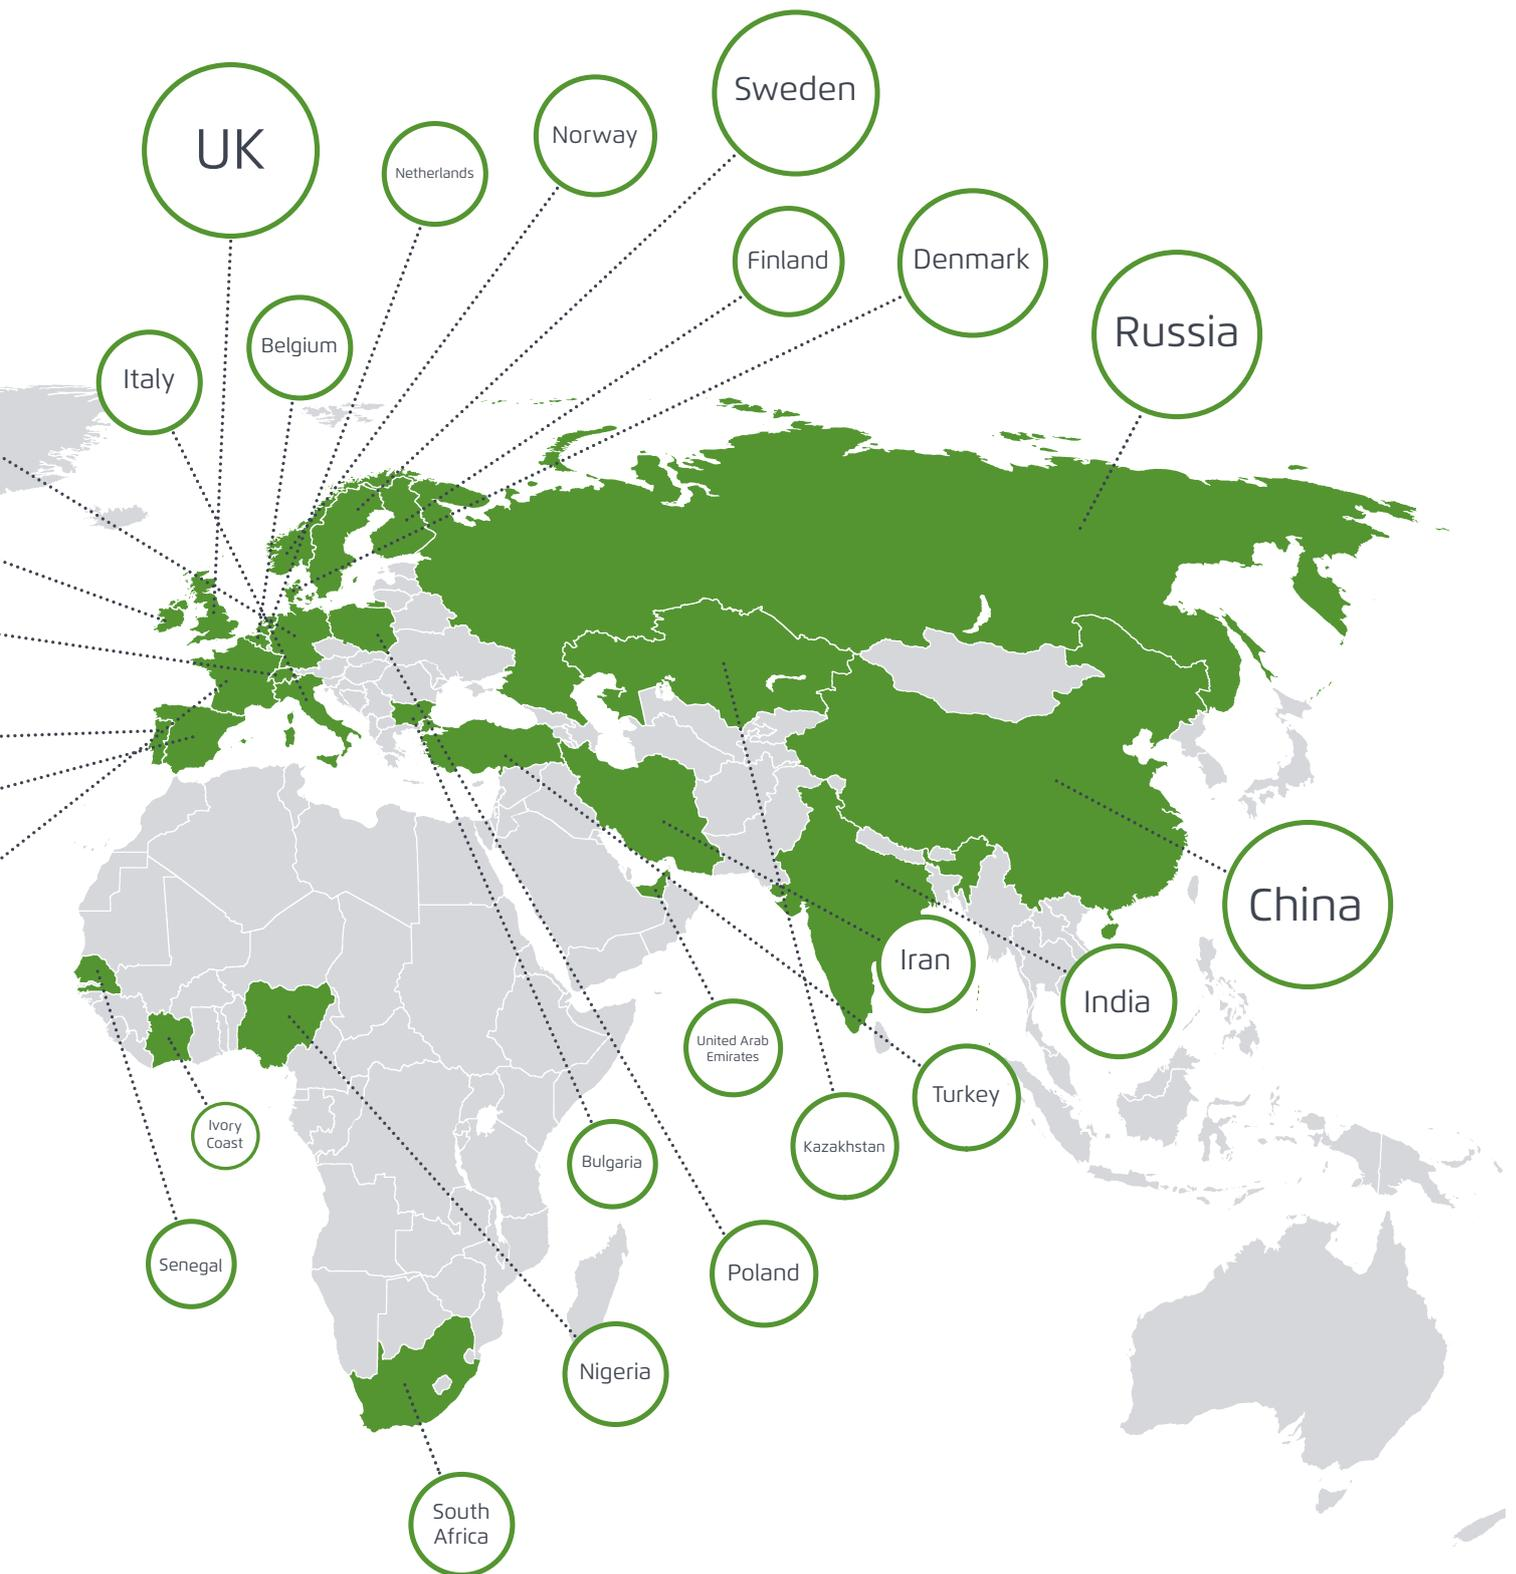 Sweden
UK
Norway
Netherlands
Finland
Denmark
Russia
Belgium
Italy
China
Iran
India
United Arab
Emirates
Turkey
Ivory
Coast
Kazakhstan
Bulgaria
Senegal
Poland
Nigeria
South
Africa